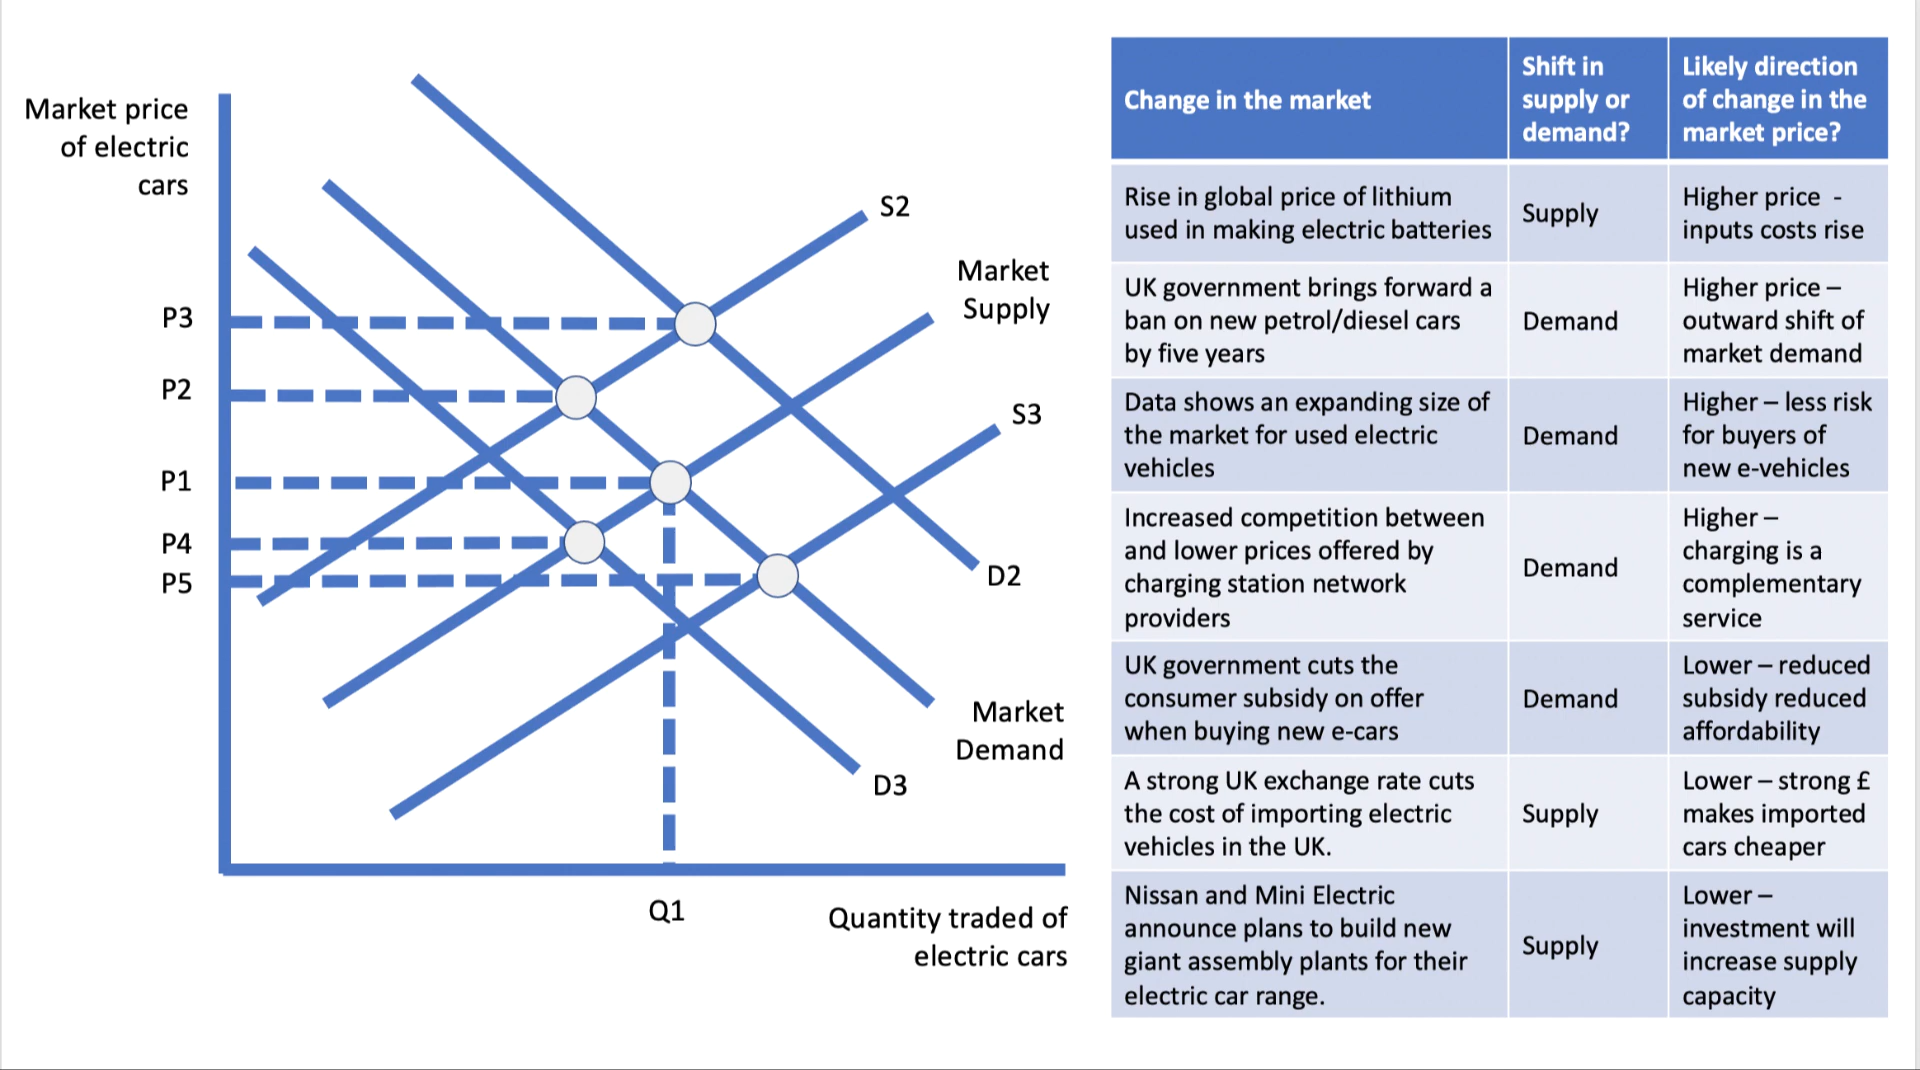 Market price
of electric
cars
S2
Market
Supply
P3
P2
S3
P1
P4
P5
D2
Market
Demand
D3
Q1
Quantity traded of
electric cars
Change in the market
Shift in
supply or
demand?
Likely direction
of change in the
market price?
Rise in global price of lithium
used in making electric batteries
Supply
Higher price -
inputs costs rise
UK government brings forward a
ban on new petrol/diesel cars
by five years
Demand
Higher price –
outward shift of
market demand
Data shows an expanding size of
the market for used electric
vehicles
Demand
Higher – less risk
for buyers of
new e-vehicles
Increased competition between
and lower prices offered by
charging station network
providers
Demand
Higher –
charging is a
complementary
service
UK government cuts the
consumer subsidy on offer
when buying new e-cars
Demand
Lower – reduced
subsidy reduced
affordability
A strong UK exchange rate cuts
the cost of importing electric
vehicles in the UK.
Supply
Lower – strong £
makes imported
cars cheaper
Nissan and Mini Electric
announce plans to build new
giant assembly plants for their
electric car range.
Supply
Lower –
investment will
increase supply
capacity